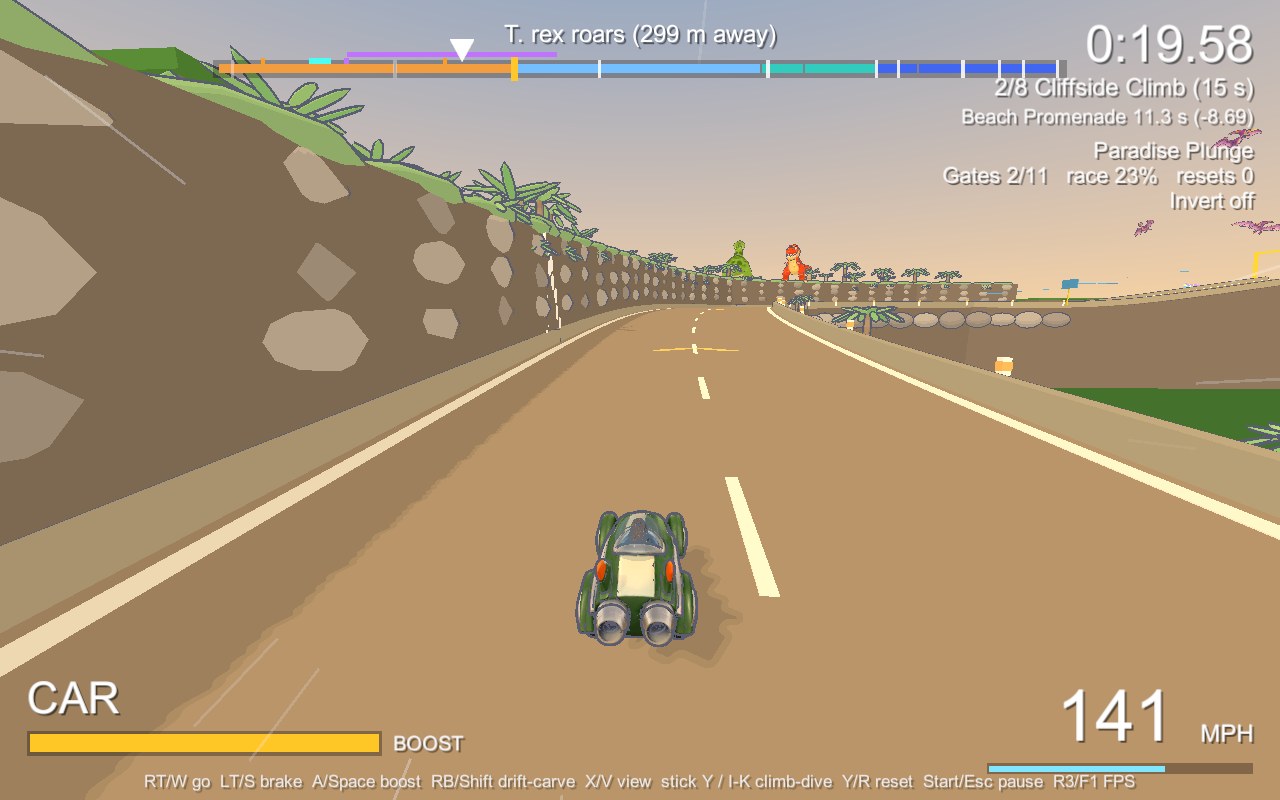 T. rex roars (299 m away)
0:19.58
2/8 Cliffside Climb (15 s)
Beach Promenade 11.3 s (-8.69)
Paradise Plunge
Gates 2/11 race 23% resets 0
Invert off
CAR
BOOST
141 MPH
RT/W go LT/S brake A/Space boost RB/Shift drift-carve X/V view stick Y / I-K climb-dive Y/R reset Start/Esc pause R3/F1 FPS